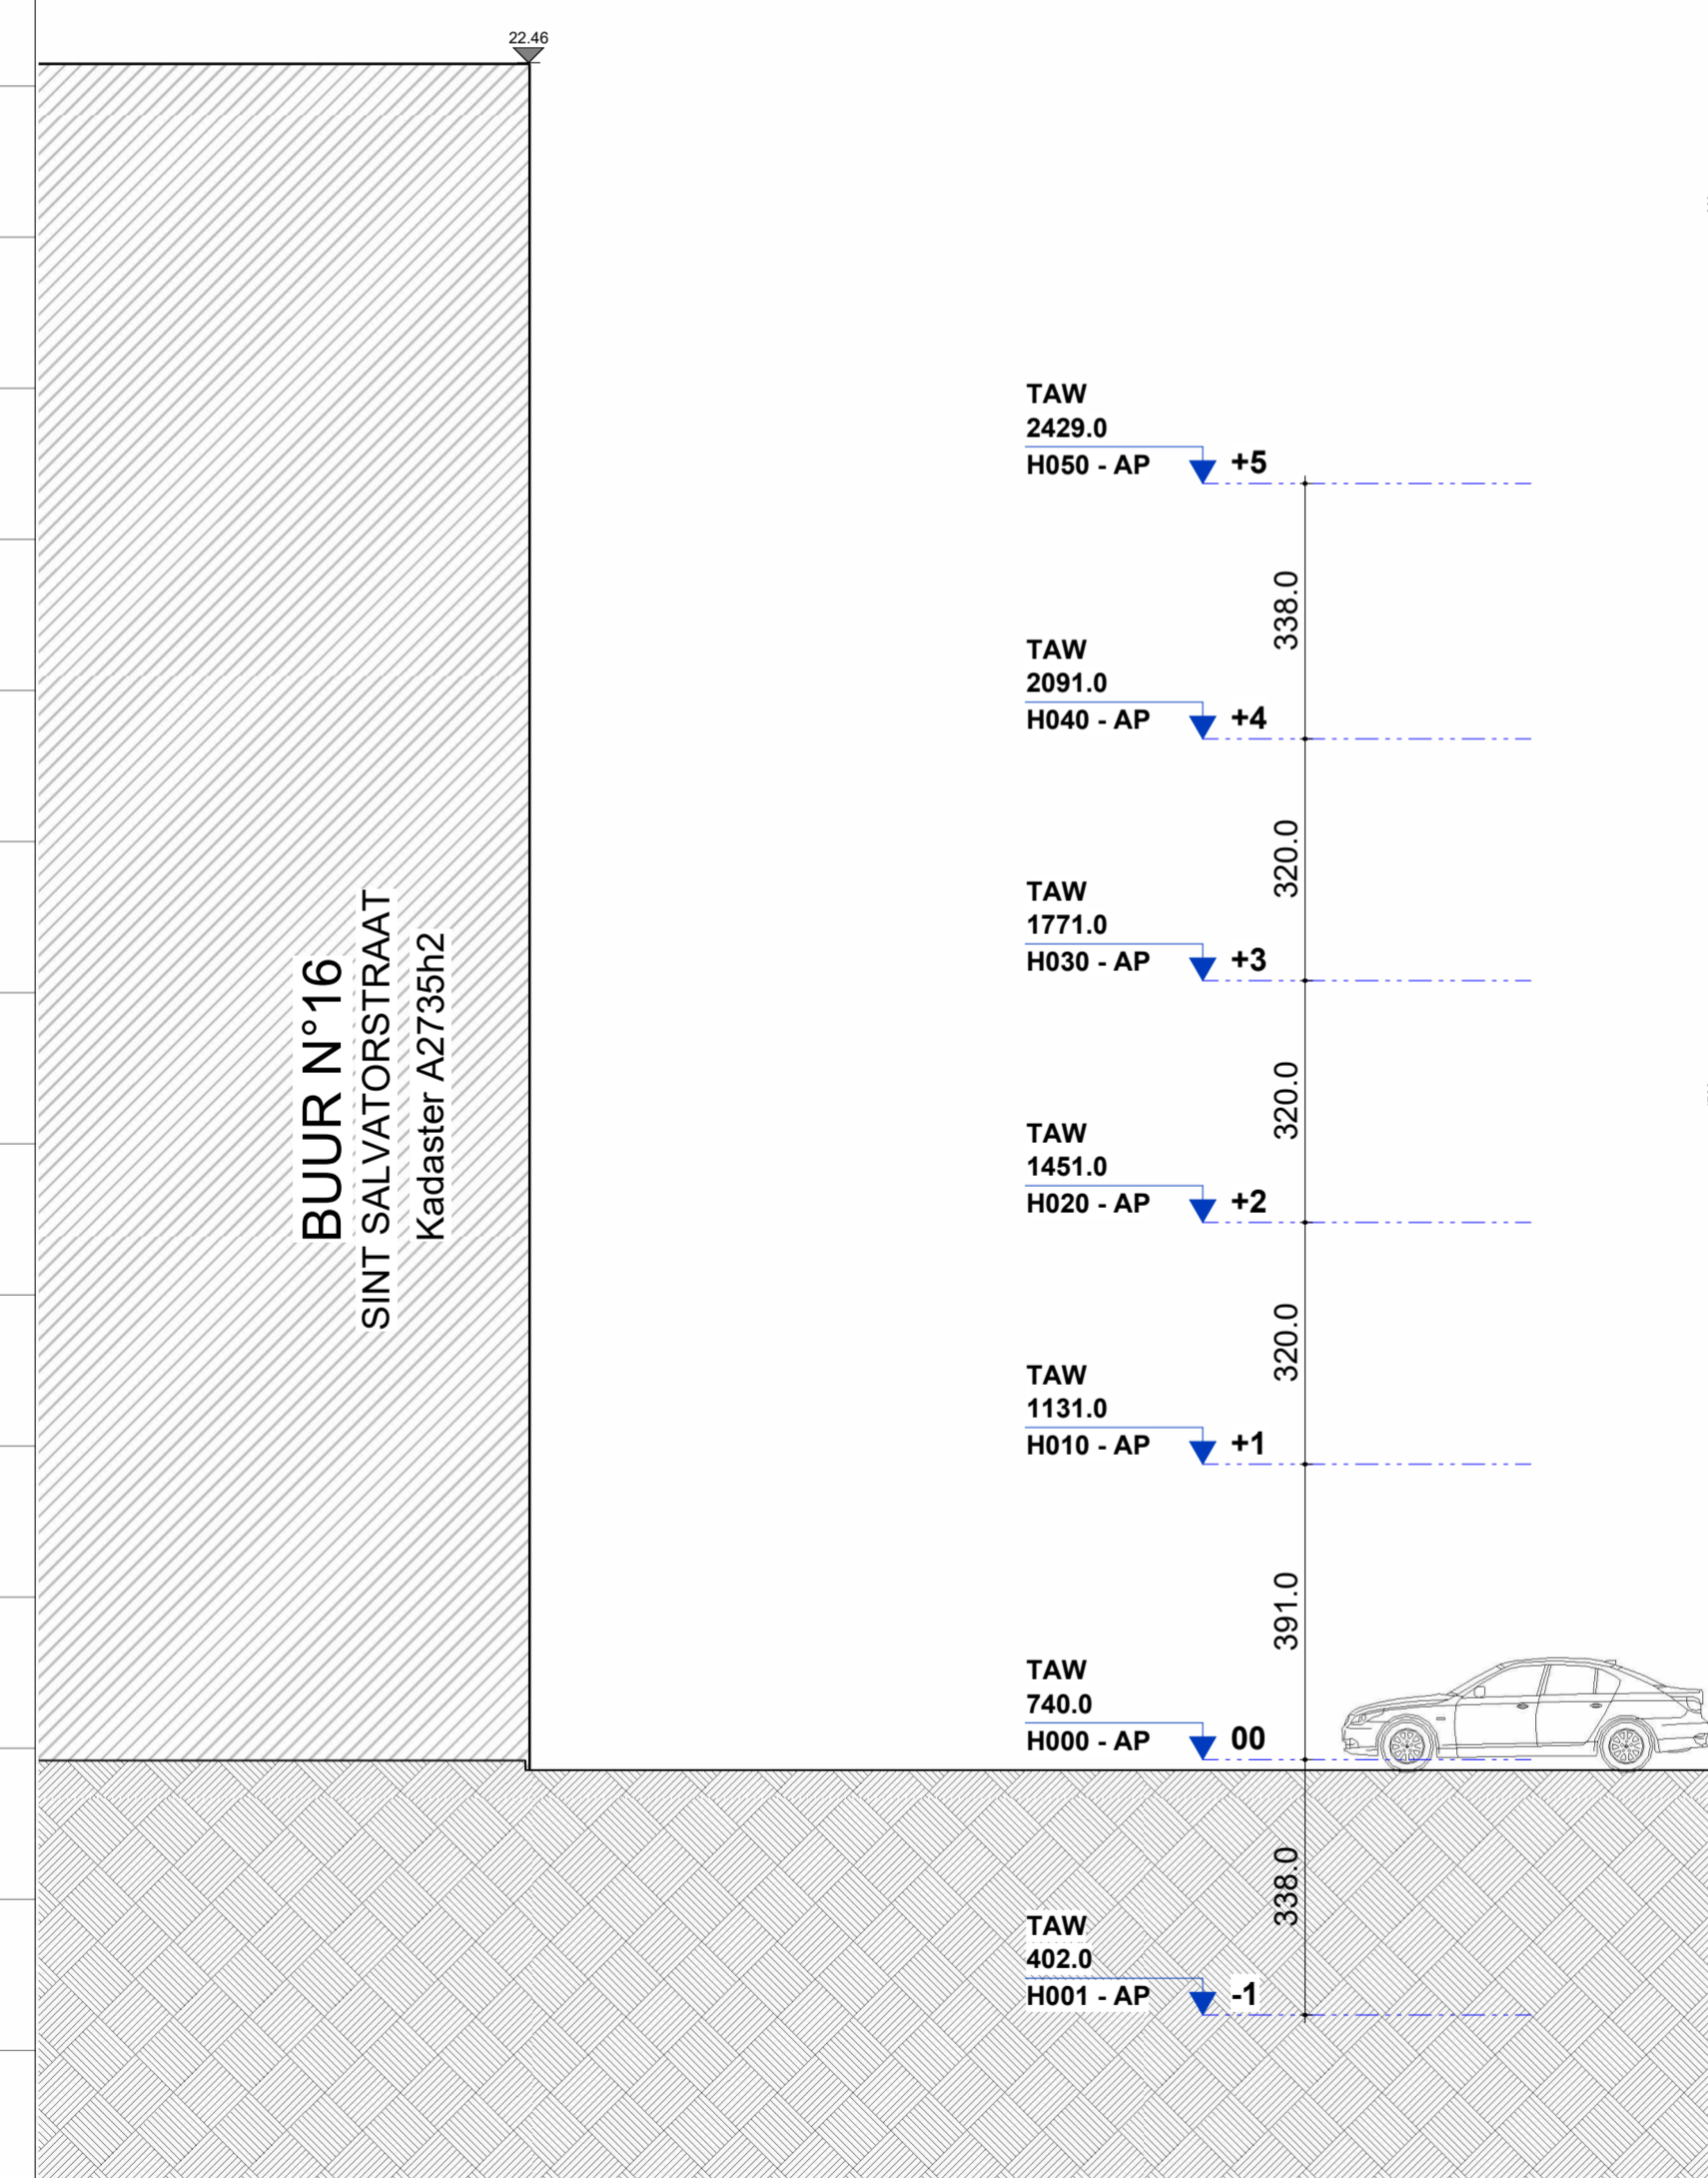 22.46
BUUR N°16
SINT SALVATORSTRAAT
Kadaster A2735h2
TAW
2429.0
H050 - AP
+5
338.0
TAW
2091.0
H040 - AP
+4
320.0
TAW
1771.0
H030 - AP
+3
320.0
TAW
1451.0
H020 - AP
+2
320.0
TAW
1131.0
H010 - AP
+1
391.0
TAW
740.0
H000 - AP
00
338.0
TAW
402.0
H001 - AP
-1